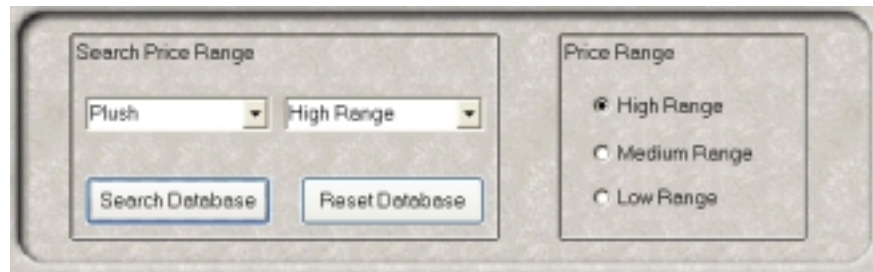 Search Price Range
Plush
High Range
Search Database
Reset Database
Price Range
High Range
Medium Range
Low Range